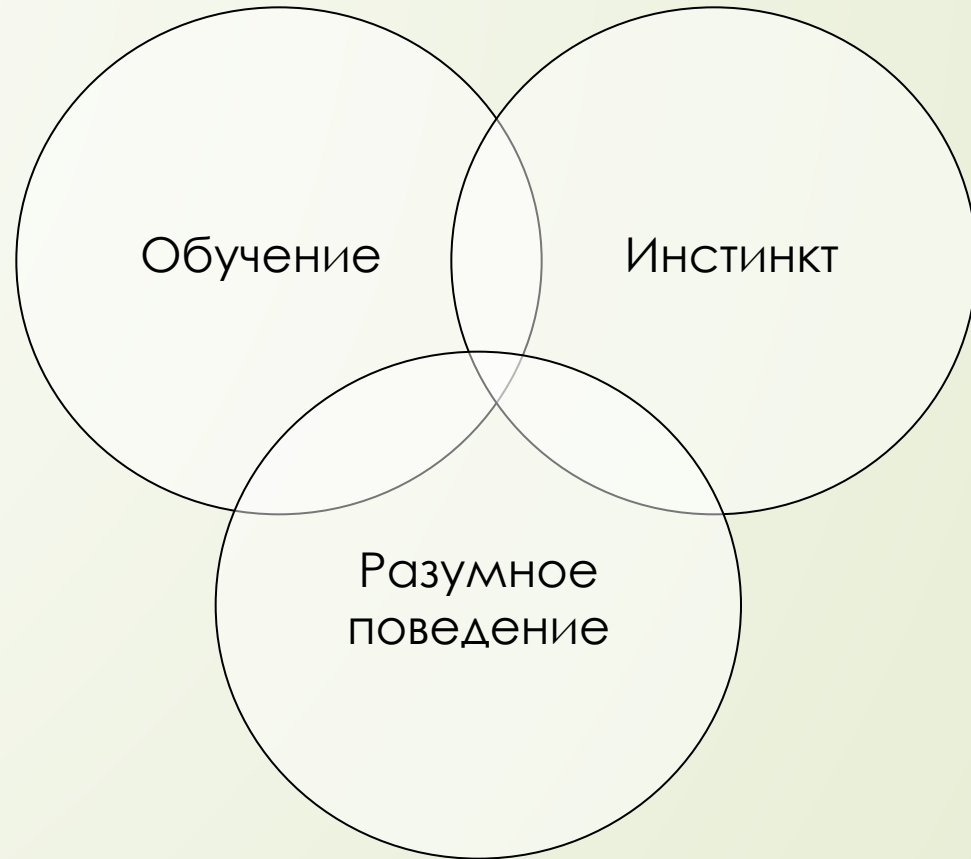 Обучение
Инстинкт
Разумное
поведение